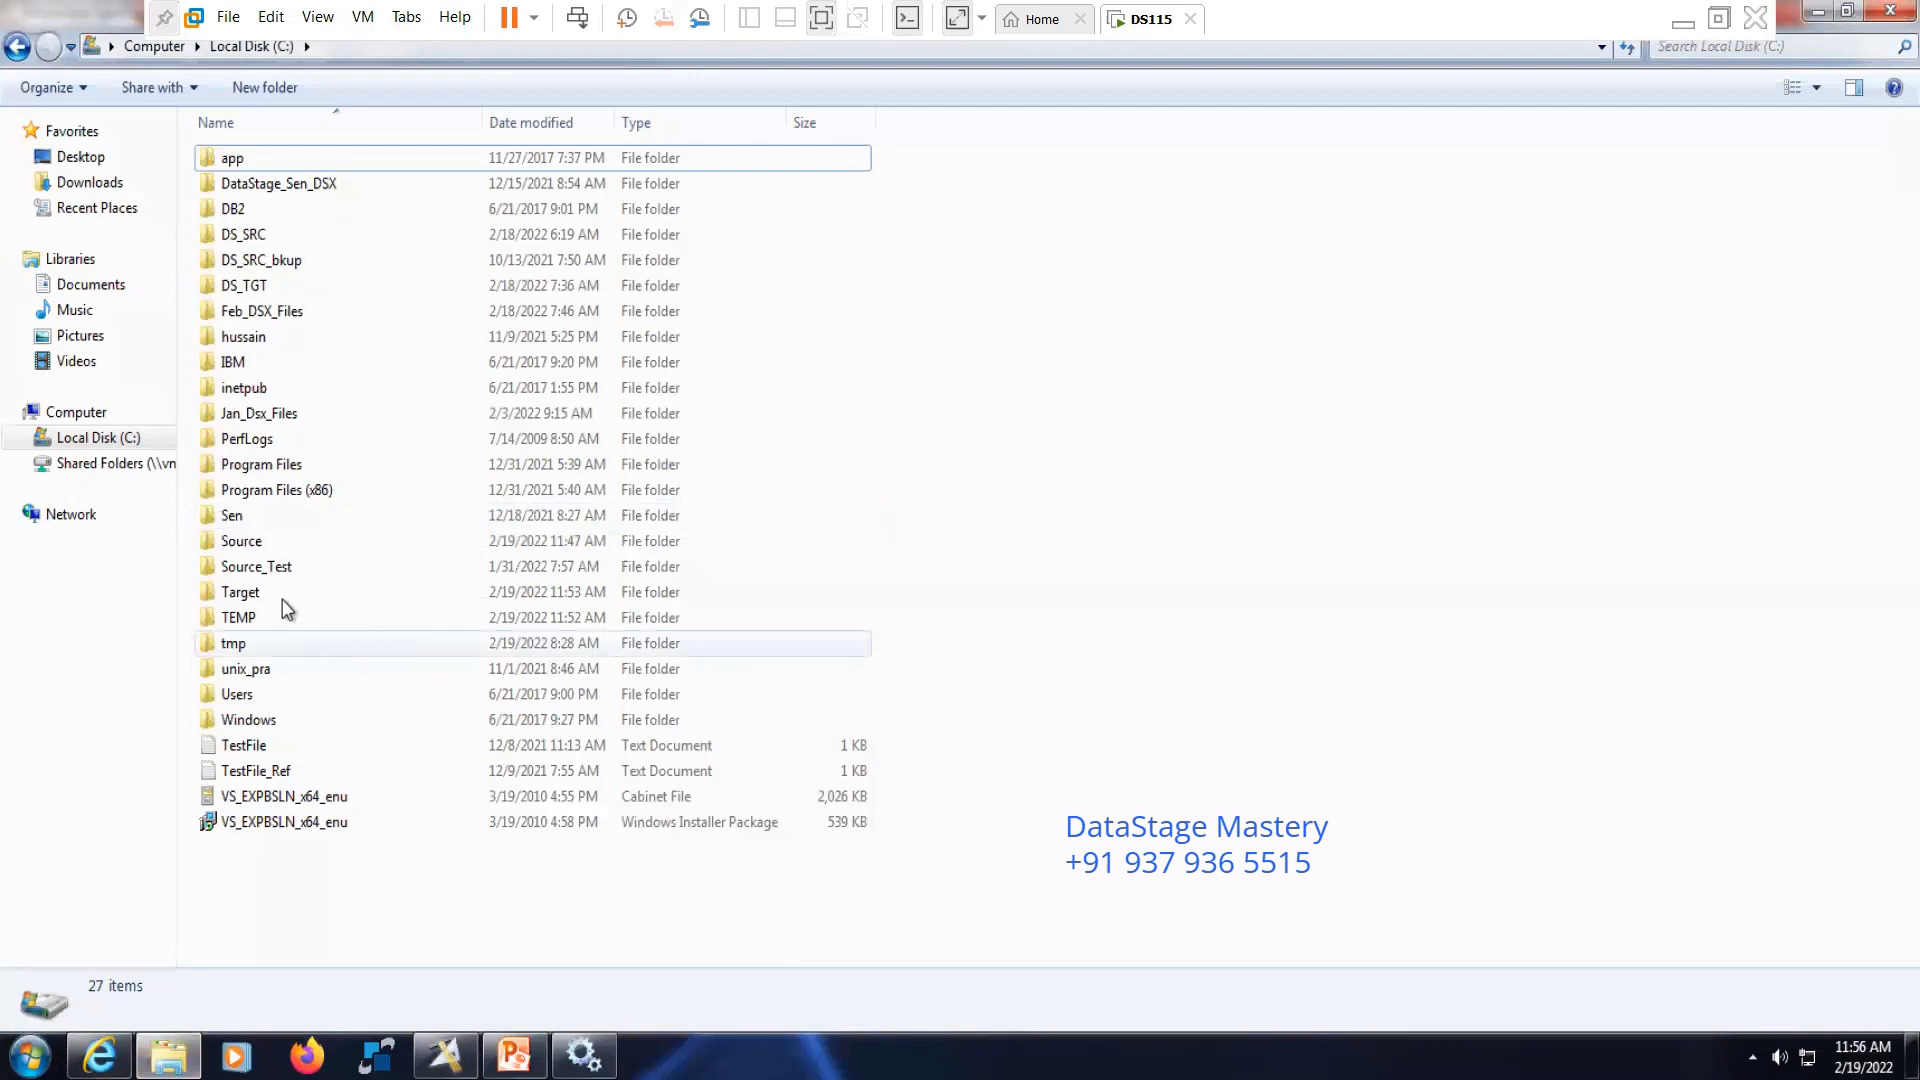 File Edit View VM Tabs Help Home DS115
Computer Local Disk (C:) Search Local Disk (C:)
Organize Share with New folder
Name Date modified Type Size
Favorites
Desktop
Downloads
Recent Places
Libraries
Documents
Music
Pictures
Videos
Computer
Local Disk (C:)
Shared Folders (\\vn
Network
app 11/27/2017 7:37 PM File folder
DataStage_Sen_DSX 12/15/2021 8:54 AM File folder
DB2 6/21/2017 9:01 PM File folder
DS_SRC 2/18/2022 6:19 AM File folder
DS_SRC_bkup 10/13/2021 7:50 AM File folder
DS_TGT 2/18/2022 7:36 AM File folder
Feb_DSX_Files 2/18/2022 7:46 AM File folder
hussain 11/9/2021 5:25 PM File folder
IBM 6/21/2017 9:20 PM File folder
inetpub 6/21/2017 1:55 PM File folder
Jan_Dsx_Files 2/3/2022 9:15 AM File folder
PerfLogs 7/14/2009 8:50 AM File folder
Program Files 12/31/2021 5:39 AM File folder
Program Files (x86) 12/31/2021 5:40 AM File folder
Sen 12/18/2021 8:27 AM File folder
Source 2/19/2022 11:47 AM File folder
Source_Test 1/31/2022 7:57 AM File folder
Target 2/19/2022 11:53 AM File folder
TEMP 2/19/2022 11:52 AM File folder
tmp 2/19/2022 8:28 AM File folder
unix_pra 11/1/2021 8:46 AM File folder
Users 6/21/2017 9:00 PM File folder
Windows 6/21/2017 9:27 PM File folder
TestFile 12/8/2021 11:13 AM Text Document 1 KB
TestFile_Ref 12/9/2021 7:55 AM Text Document 1 KB
VS_EXPBSLN_x64_enu 3/19/2010 4:55 PM Cabinet File 2,026 KB
VS_EXPBSLN_x64_enu 3/19/2010 4:58 PM Windows Installer Package 539 KB
DataStage Mastery
+91 937 936 5515
27 items
11:56 AM
2/19/2022